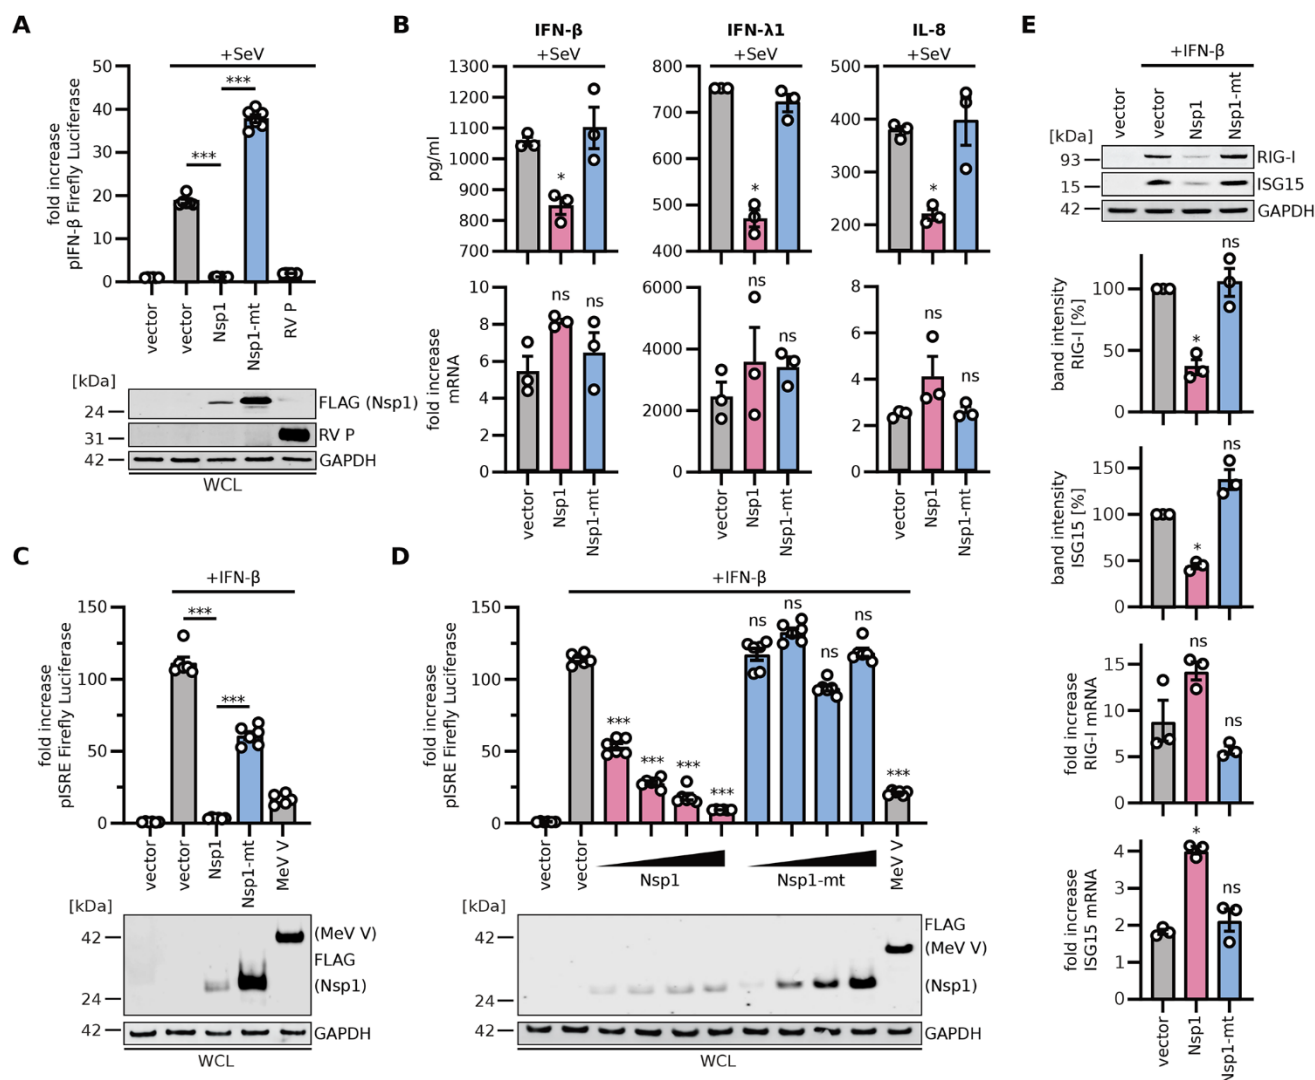 A
+SeV
fold increase
pIFN-β Firefly Luciferase
50
40
30
20
10
0
***
***
vector
vector
Nsp1
Nsp1-mt
RV P
[kDa]
24
31
42
FLAG (Nsp1)
RV P
GAPDH
WCL
B
IFN-β
IFN-λ1
IL-8
+SeV
+SeV
+SeV
pg/ml
1300
1200
1100
1000
900
800
700
*
800
700
600
500
400
*
500
400
300
200
*
fold increase
mRNA
10
8
6
4
2
0
ns
ns
6000
4000
2000
0
ns
ns
8
6
4
2
0
ns
ns
vector
Nsp1
Nsp1-mt
vector
Nsp1
Nsp1-mt
vector
Nsp1
Nsp1-mt
C
+IFN-β
fold increase
pISRE Firefly Luciferase
150
100
50
0
***
***
vector
vector
Nsp1
Nsp1-mt
MeV V
[kDa]
42
24
42
(MeV V)
FLAG
(Nsp1)
GAPDH
WCL
D
+IFN-β
fold increase
pISRE Firefly Luciferase
150
100
50
0
***
***
***
***
ns
ns
ns
ns
***
vector
vector
Nsp1
Nsp1-mt
MeV V
[kDa]
42
24
42
FLAG
(MeV V)
(Nsp1)
GAPDH
WCL
E
+IFN-β
vector
vector
Nsp1
Nsp1-mt
[kDa]
93
15
42
RIG-I
ISG15
GAPDH
band intensity
RIG-I [%]
100
50
0
*
ns
band intensity
ISG15 [%]
150
100
50
0
*
ns
fold increase
RIG-I mRNA
15
10
5
0
ns
ns
fold increase
ISG15 mRNA
4
3
2
1
0
*
ns
vector
Nsp1
Nsp1-mt